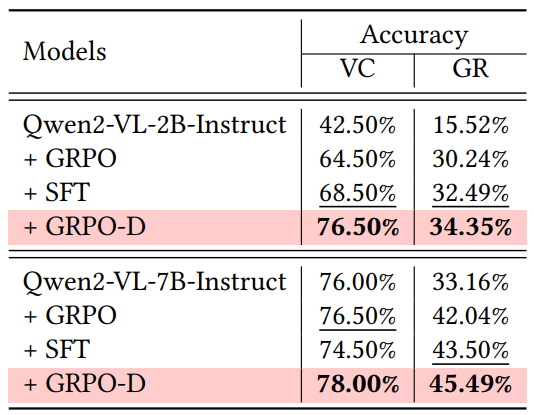 Models Accuracy
VC GR
Qwen2-VL-2B-Instruct 42.50% 15.52%
+ GRPO 64.50% 30.24%
+ SFT 68.50% 32.49%
+ GRPO-D 76.50% 34.35%
Qwen2-VL-7B-Instruct 76.00% 33.16%
+ GRPO 76.50% 42.04%
+ SFT 74.50% 43.50%
+ GRPO-D 78.00% 45.49%